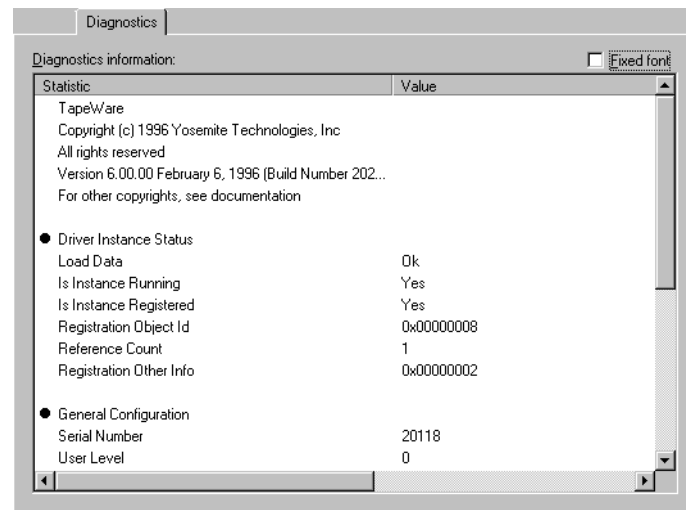 Diagnostics
Diagnostics information:
Fixed font
Statistic Value
TapeWare
Copyright (c) 1996 Yosemite Technologies, Inc
All rights reserved
Version 6.00.00 February 6, 1996 (Build Number 202...
For other copyrights, see documentation
Driver Instance Status
Load Data Ok
Is Instance Running Yes
Is Instance Registered Yes
Registration Object Id 0x00000008
Reference Count 1
Registration Other Info 0x00000002
General Configuration
Serial Number 20118
User Level 0